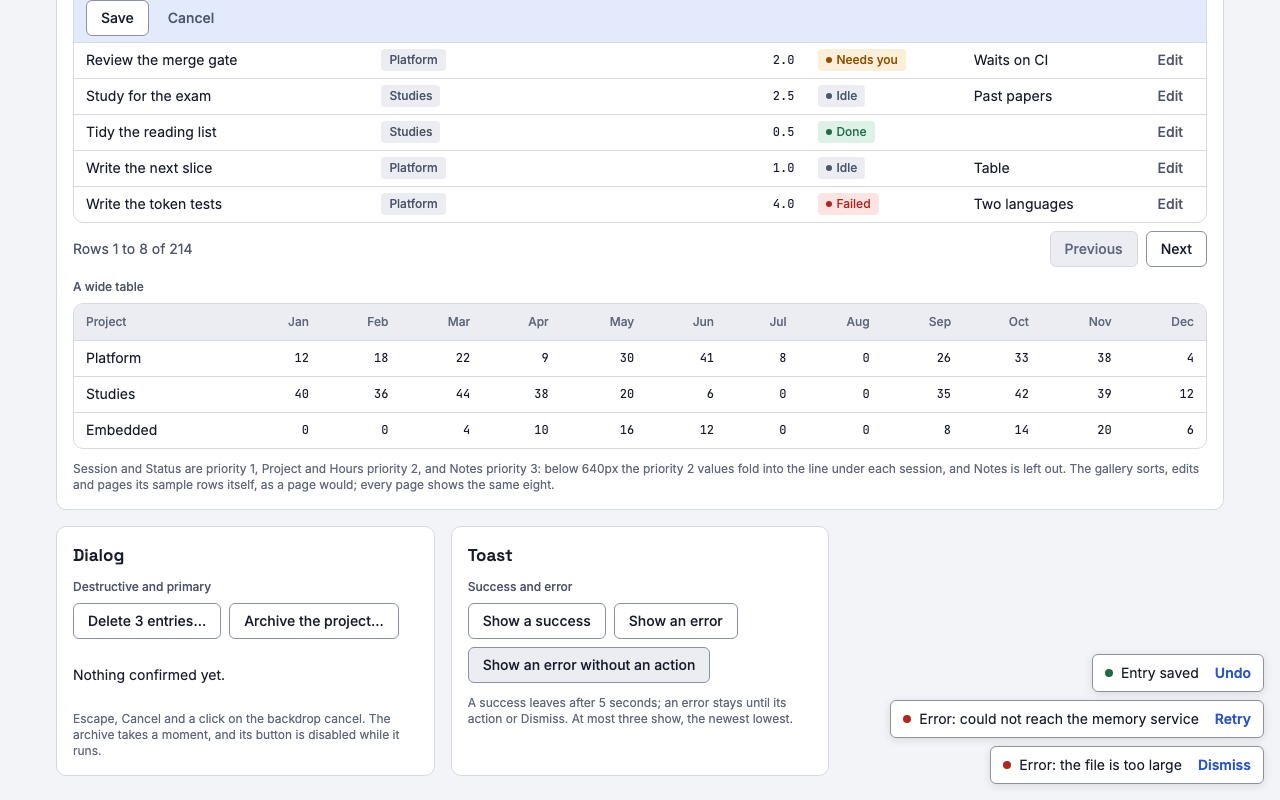 Save Cancel
Review the merge gate Platform 2.0 Needs you Waits on CI Edit
Study for the exam Studies 2.5 Idle Past papers Edit
Tidy the reading list Studies 0.5 Done Edit
Write the next slice Platform 1.0 Idle Table Edit
Write the token tests Platform 4.0 Failed Two languages Edit
Rows 1 to 8 of 214 Previous Next
A wide table
Project Jan Feb Mar Apr May Jun Jul Aug Sep Oct Nov Dec
Platform 12 18 22 9 30 41 8 0 26 33 38 4
Studies 40 36 44 38 20 6 0 0 35 42 39 12
Embedded 0 0 4 10 16 12 0 0 8 14 20 6
Session and Status are priority 1, Project and Hours priority 2, and Notes priority 3: below 640px the priority 2 values fold into the line under each session, and Notes is left out. The gallery sorts, edits
and pages its sample rows itself, as a page would; every page shows the same eight.
Dialog
Destructive and primary
Delete 3 entries... Archive the project...
Nothing confirmed yet.
Escape, Cancel and a click on the backdrop cancel. The
archive takes a moment, and its button is disabled while it
runs.
Toast
Success and error
Show a success Show an error
Show an error without an action
A success leaves after 5 seconds; an error stays until its
action or Dismiss. At most three show, the newest lowest.
Entry saved Undo
Error: could not reach the memory service Retry
Error: the file is too large Dismiss